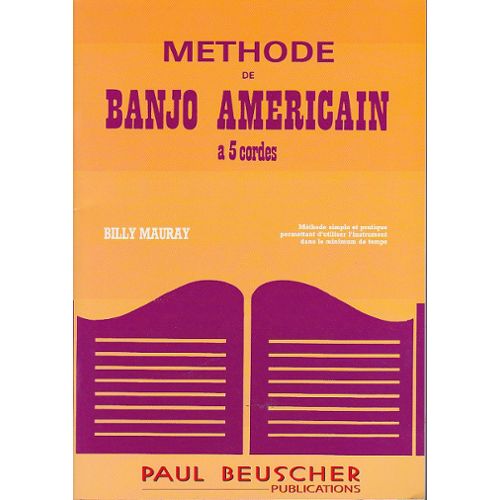 METHODE
DE
BANJO AMERICAIN
a 5 cordes
BILLY MAURAY
Méthode simple et pratique
permettant d'utiliser l'instrument
dans le minimum de temps
PAUL BEUSCHER
PUBLICATIONS